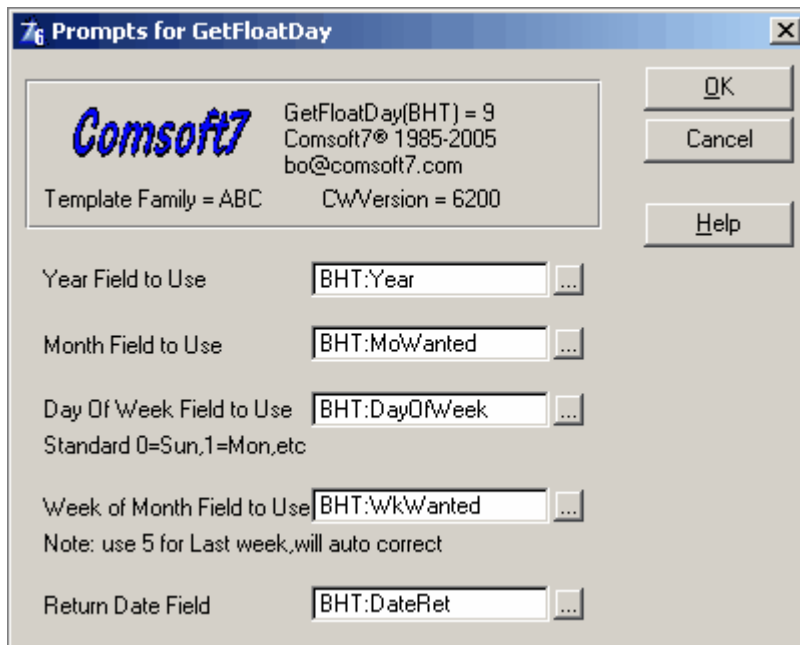 Prompts for GetFloatDay
Comsoft7
GetFloatDay(BHT) = 9
Comsoft7® 1985-2005
bo@comsoft7.com
Template Family = ABC CWVersion = 6200
OK
Cancel
Help
Year Field to Use BHT:Year ...
Month Field to Use BHT:MoWanted ...
Day Of Week Field to Use BHT:DayOfWeek ...
Standard 0=Sun,1=Mon,etc
Week of Month Field to Use BHT:WkWanted ...
Note: use 5 for Last week,will auto correct
Return Date Field BHT:DateRet ...